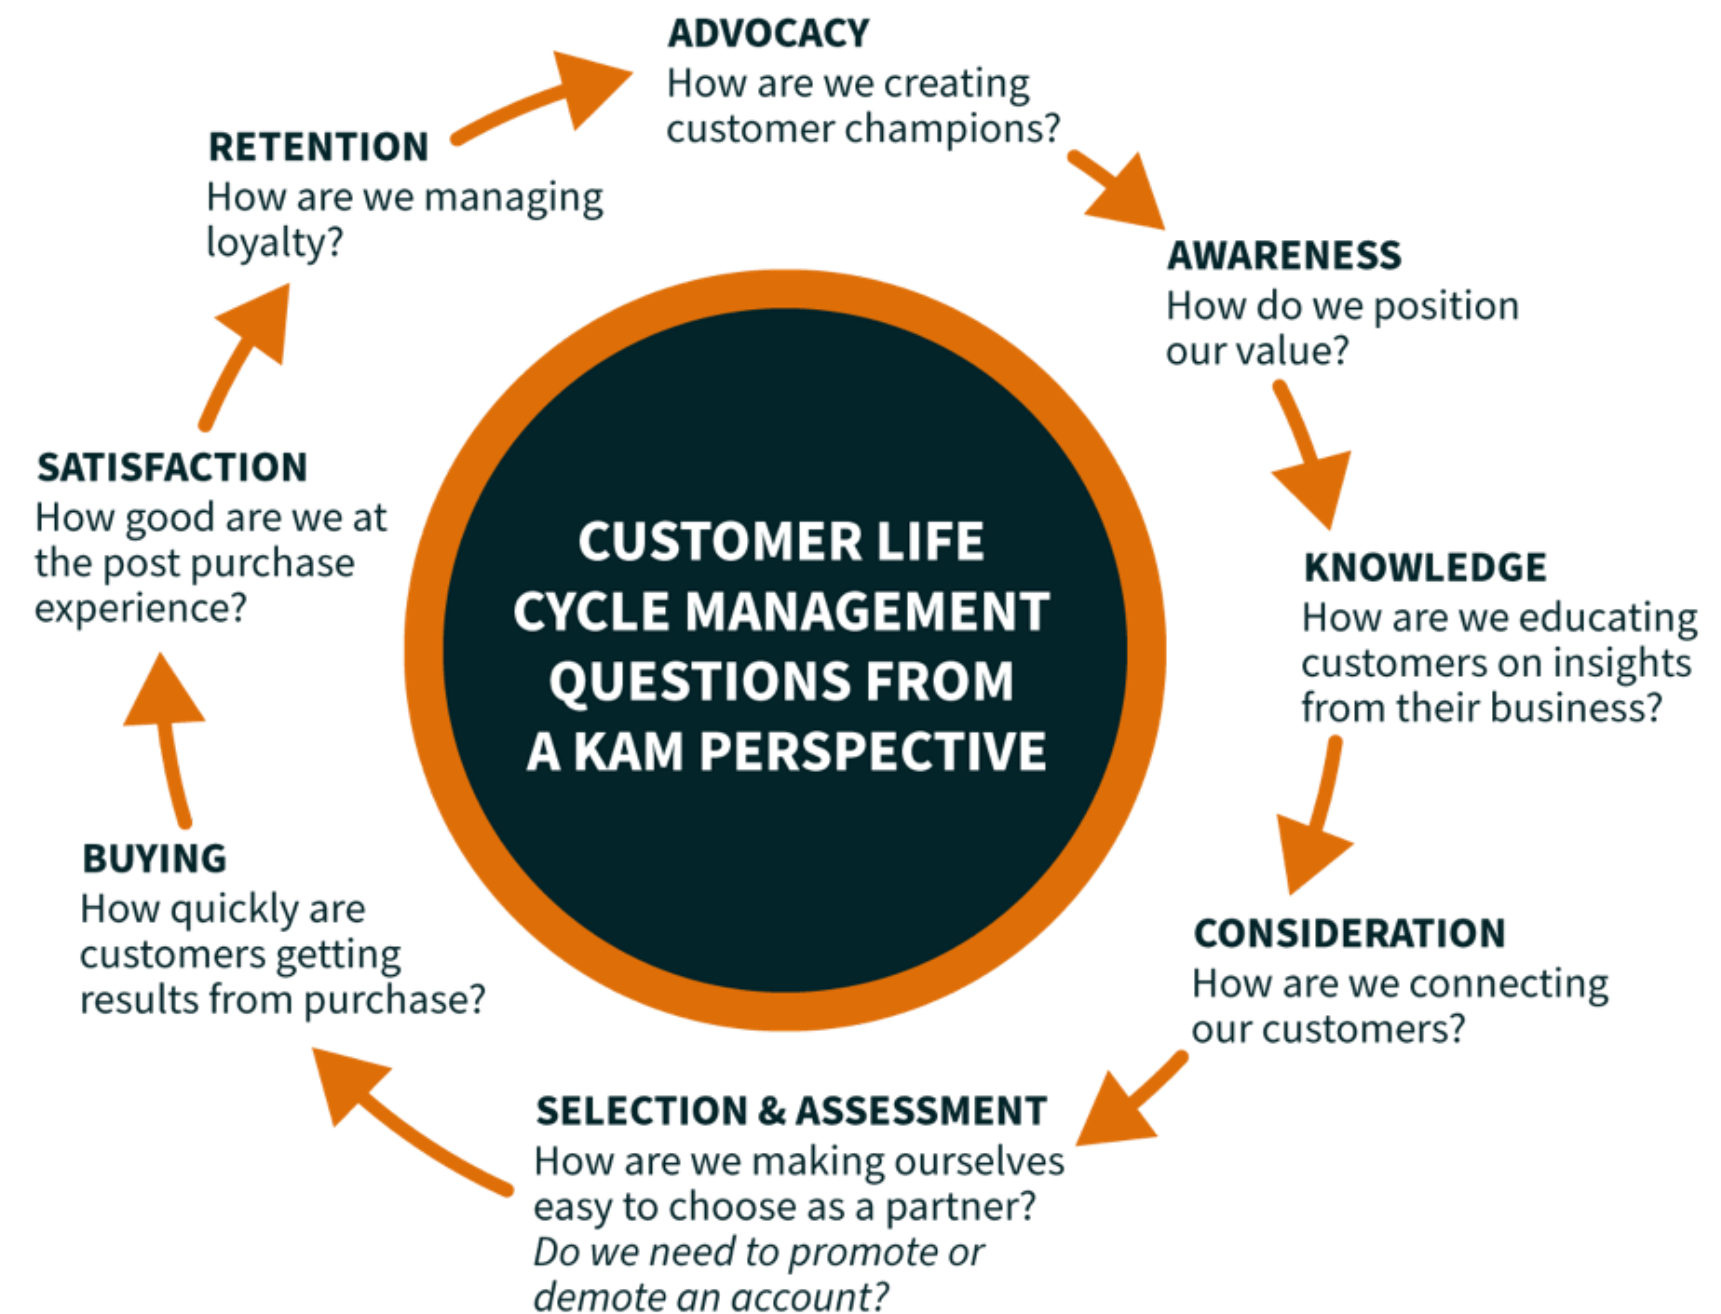 ADVOCACY
How are we creating
customer champions?
AWARENESS
How do we position
our value?
KNOWLEDGE
How are we educating
customers on insights
from their business?
CONSIDERATION
How are we connecting
our customers?
SELECTION & ASSESSMENT
How are we making ourselves
easy to choose as a partner?
Do we need to promote or
demote an account?
BUYING
How quickly are
customers getting
results from purchase?
SATISFACTION
How good are we at
the post purchase
experience?
RETENTION
How are we managing
loyalty?
CUSTOMER LIFE
CYCLE MANAGEMENT
QUESTIONS FROM
A KAM PERSPECTIVE